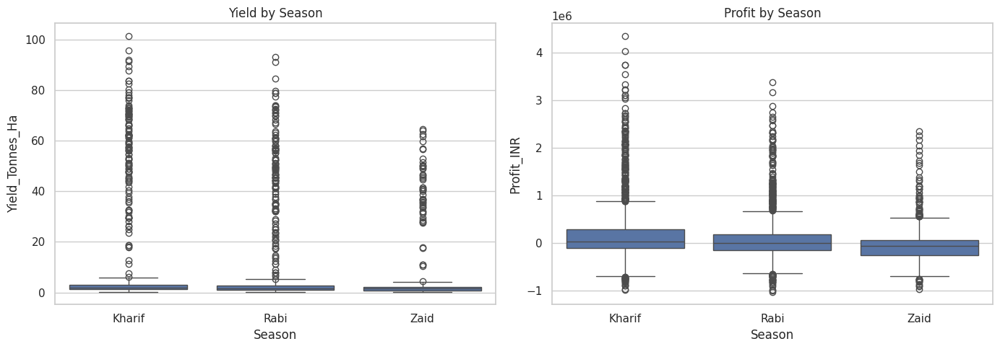 Yield by Season
100
80
60
40
20
0
Yield_Tonnes_Ha
Kharif Rabi Zaid
Season
Profit by Season
1e6
4
3
2
1
0
−1
Profit_INR
Kharif Rabi Zaid
Season